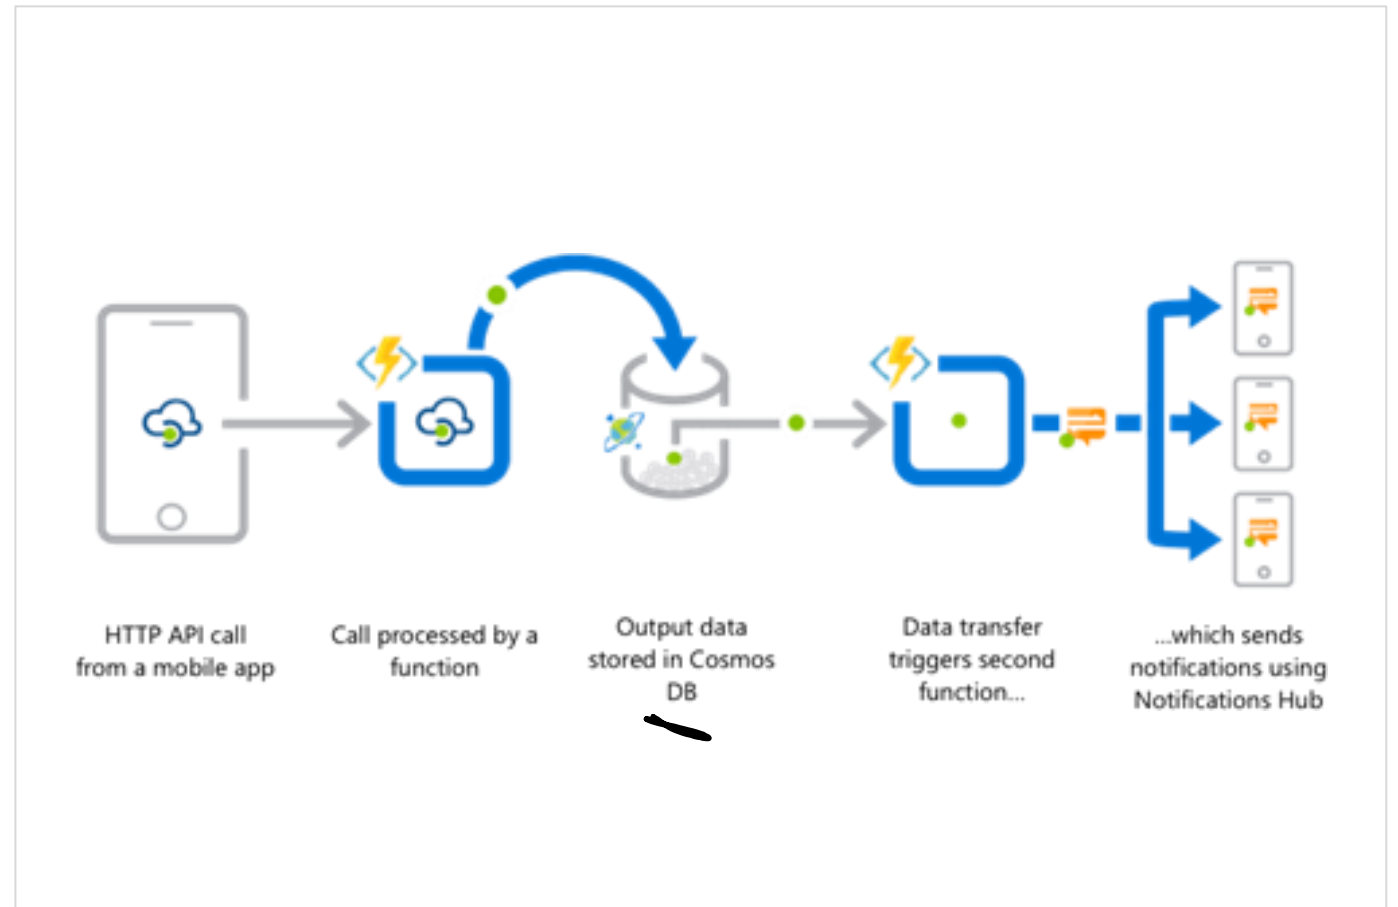 HTTP API call
from a mobile app
Call processed by a
function
Output data
stored in Cosmos
DB
Data transfer
triggers second
function...
...which sends
notifications using
Notifications Hub